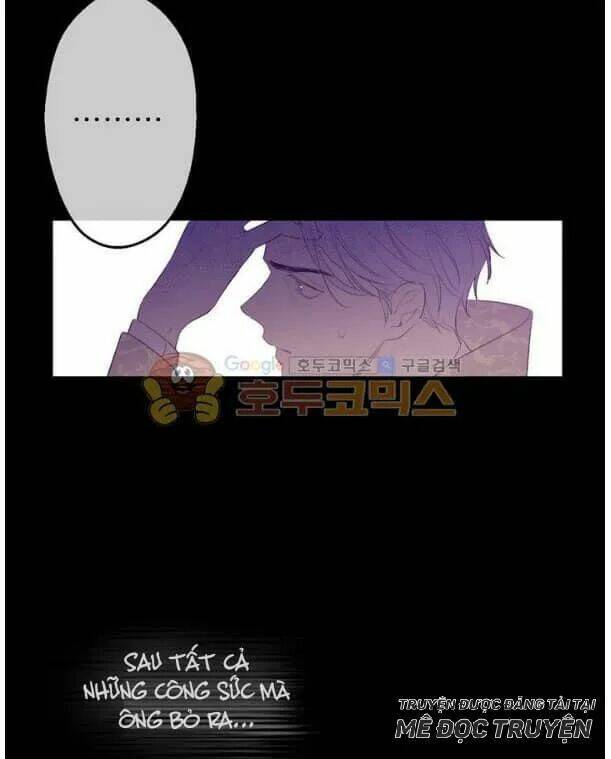 .........
Google 호두코믹스 구글검색
호두코믹스
SAU TẤT CẢ
NHỮNG CÔNG SỨC MÀ
ÔNG BỎ RA...
TRUYỆN ĐƯỢC ĐĂNG TẢI TẠI
MÊ ĐỌC TRUYỆN